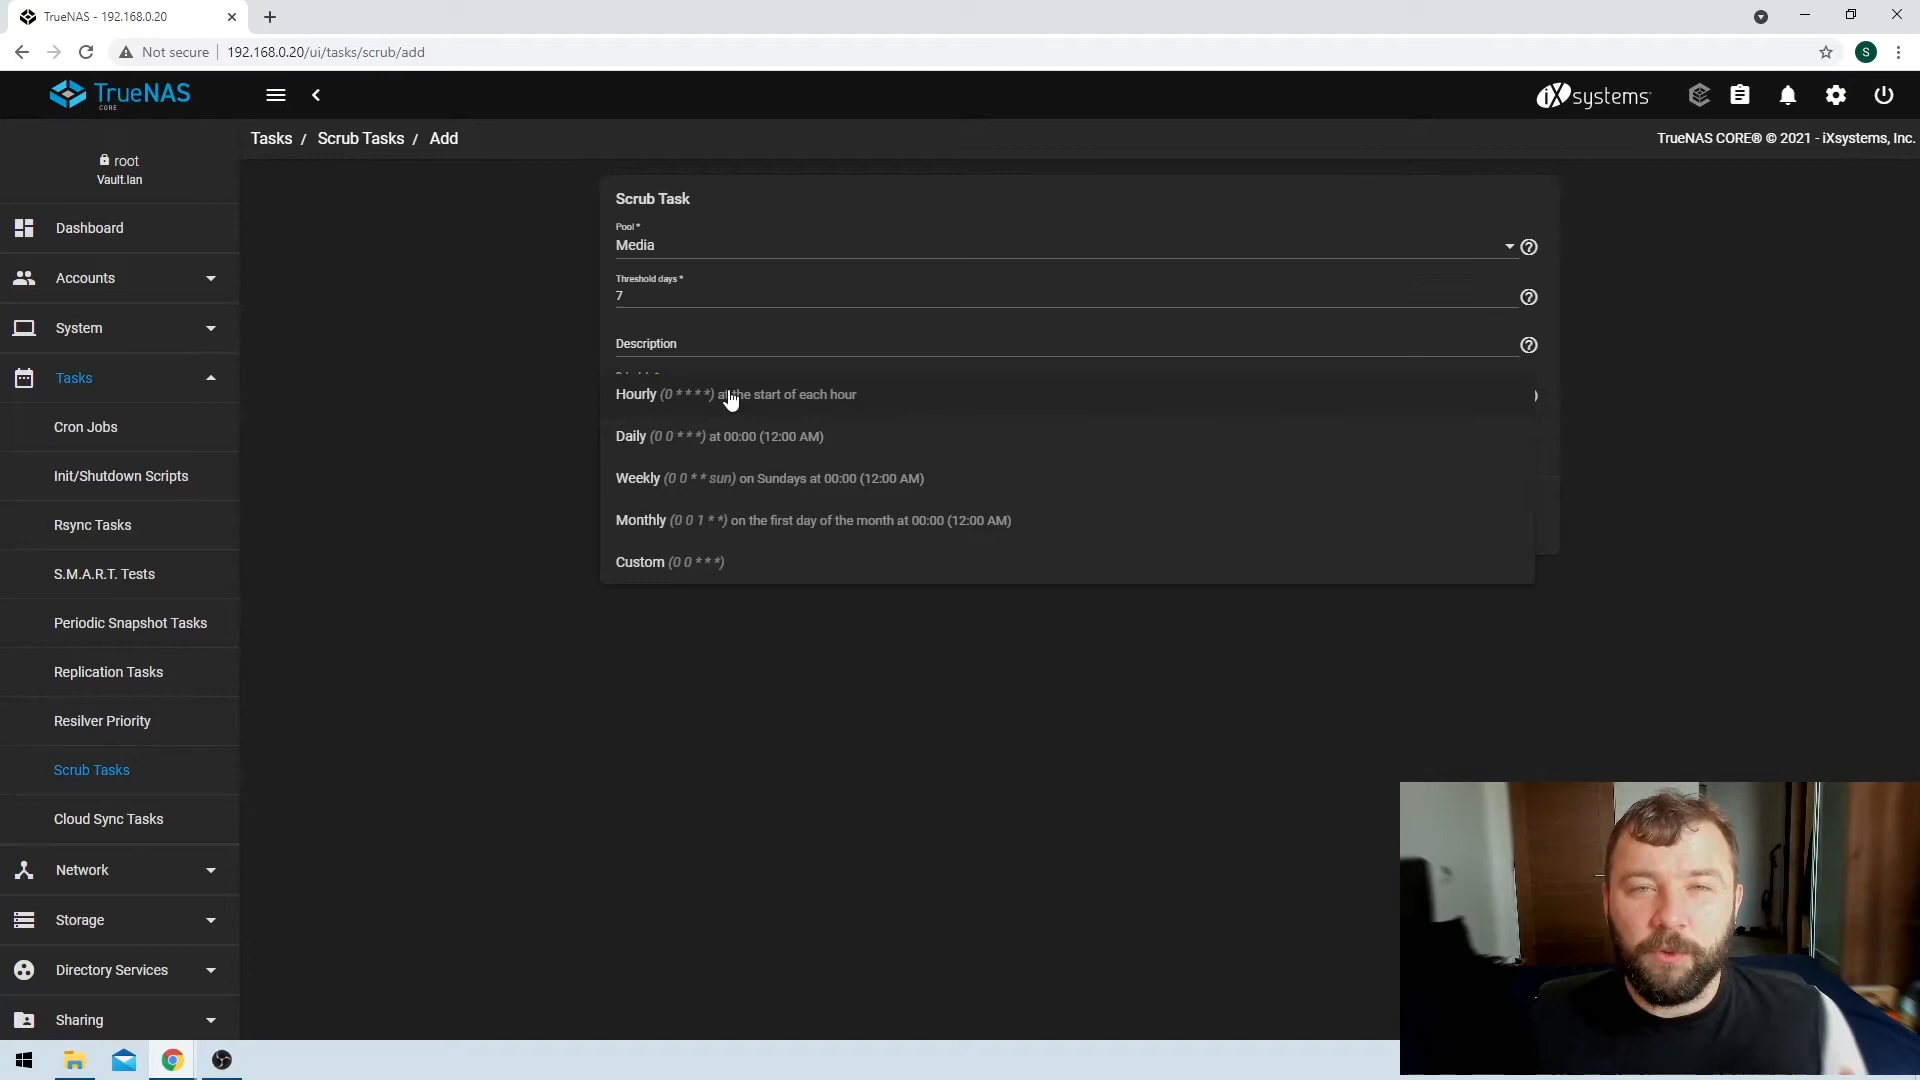 TrueNAS - 192.168.0.20
Not secure
192.168.0.20/ui/tasks/scrub/add
S
TrueNAS
CORE
iXsystems
Tasks / Scrub Tasks / Add
TrueNAS CORE® © 2021 - iXsystems, Inc.
root
Vault.lan
Dashboard
Accounts
System
Tasks
Cron Jobs
Init/Shutdown Scripts
Rsync Tasks
S.M.A.R.T. Tests
Periodic Snapshot Tasks
Replication Tasks
Resilver Priority
Scrub Tasks
Cloud Sync Tasks
Network
Storage
Directory Services
Sharing
Scrub Task
Pool *
Media
Threshold days *
7
Description
Hourly (0 * * * *) at the start of each hour
Daily (0 0 * * *) at 00:00 (12:00 AM)
Weekly (0 0 * * sun) on Sundays at 00:00 (12:00 AM)
Monthly (0 0 1 * *) on the first day of the month at 00:00 (12:00 AM)
Custom (0 0 * * *)